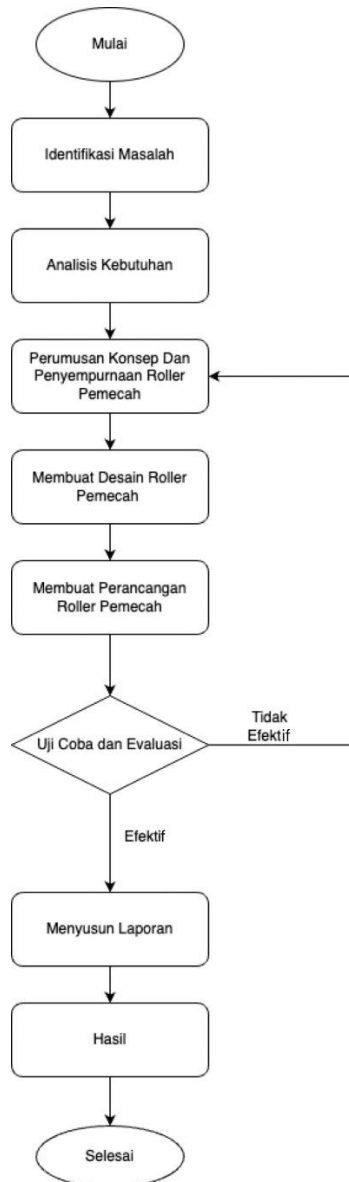 Mulai
Identifikasi Masalah
Analisis Kebutuhan
Perumusan Konsep Dan
Penyempurnaan Roller
Pemecah
Membuat Desain Roller
Pemecah
Membuat Perancangan
Roller Pemecah
Uji Coba dan Evaluasi
Tidak
Efektif
Efektif
Menyusun Laporan
Hasil
Selesai